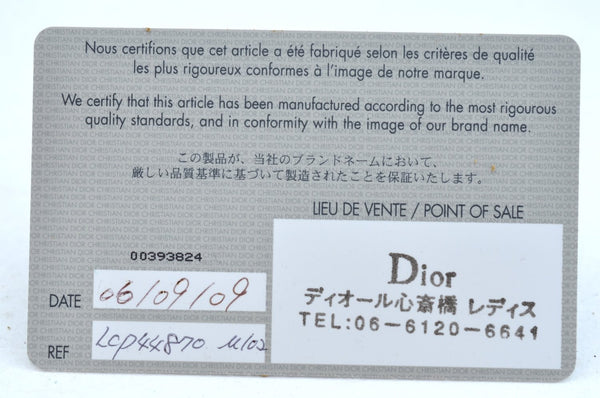 Nous certifions que cet article a été fabriqué selon les critères de qualité
les plus rigoureux conformes à l'image de notre marque.
We certify that this article has been manufactured according to the most rigourous
quality standards, and in conformity with the image of our brand name.
この製品が、当社のブランドネームにおいて、
厳しい品質基準に基づいて製造されたことを保証いたします。
LIEU DE VENTE / POINT OF SALE
00393824
DATE 06/09/09
REF LCP44870 M102
Dior
ディオール心斎橋 レディス
TEL:06-6120-6641